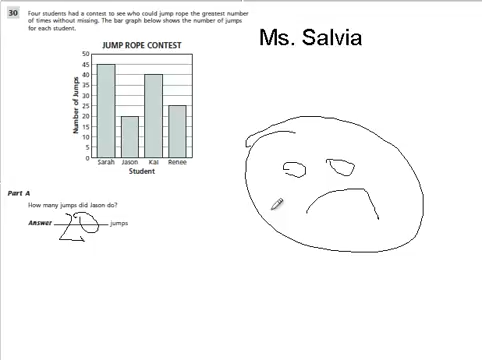 30 Four students had a contest to see who could jump rope the greatest number
of times without missing. The bar graph below shows the number of jumps
for each student.
Ms. Salvia
JUMP ROPE CONTEST
Number of Jumps
50
45
40
35
30
25
20
15
10
5
0
Sarah Jason Kai Renee
Student
Part A
How many jumps did Jason do?
Answer 20 jumps